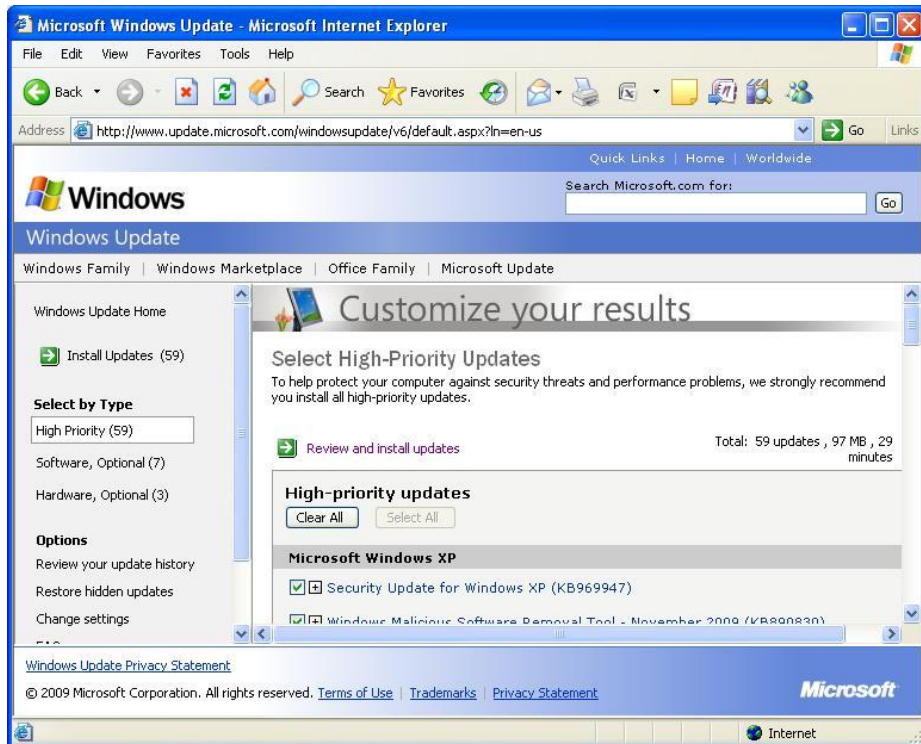 Microsoft Windows Update - Microsoft Internet Explorer
File Edit View Favorites Tools Help
Back Search Favorites
Address http://www.update.microsoft.com/windowsupdate/v6/default.aspx?ln=en-us Go Links
Quick Links | Home | Worldwide
Windows
Search Microsoft.com for:
Go
Windows Update
Windows Family | Windows Marketplace | Office Family | Microsoft Update
Windows Update Home
Install Updates (59)
Select by Type
High Priority (59)
Software, Optional (7)
Hardware, Optional (3)
Options
Review your update history
Restore hidden updates
Change settings
FAQ
Customize your results
Select High-Priority Updates
To help protect your computer against security threats and performance problems, we strongly recommend
you install all high-priority updates.
Review and install updates
Total: 59 updates , 97 MB , 29
minutes
High-priority updates
Clear All Select All
Microsoft Windows XP
Security Update for Windows XP (KB969947)
Windows Malicious Software Removal Tool - November 2009 (KB890830)
Windows Update Privacy Statement
© 2009 Microsoft Corporation. All rights reserved. Terms of Use | Trademarks | Privacy Statement
Microsoft
Internet